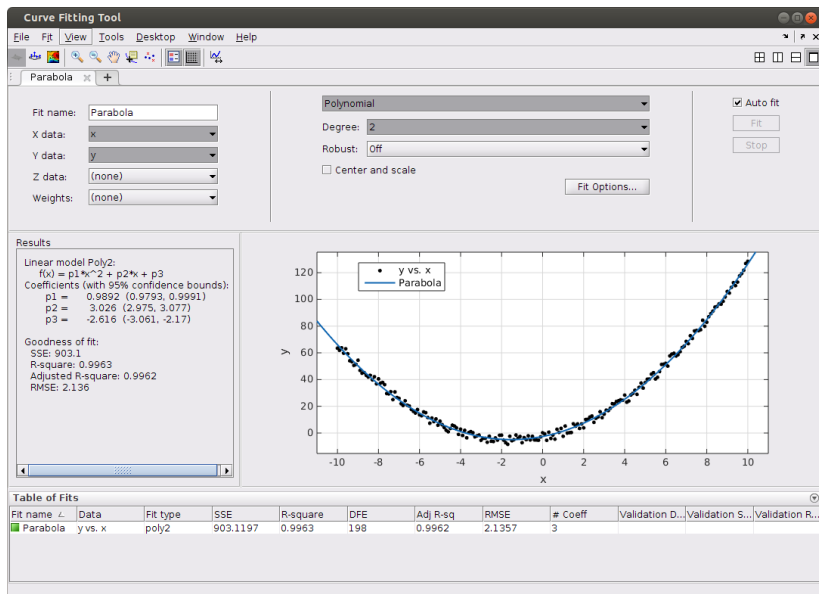 Curve Fitting Tool
File Fit View Tools Desktop Window Help
Parabola
Fit name: Parabola
X data: x
Y data: y
Z data: (none)
Weights: (none)
Polynomial
Degree: 2
Robust: Off
Center and scale
Fit Options...
Auto fit
Fit
Stop
Results
Linear model Poly2:
f(x) = p1*x^2 + p2*x + p3
Coefficients (with 95% confidence bounds):
p1 = 0.9892 (0.9793, 0.9991)
p2 = 3.026 (2.975, 3.077)
p3 = -2.616 (-3.061, -2.17)
Goodness of fit:
SSE: 903.1
R-square: 0.9963
Adjusted R-square: 0.9962
RMSE: 2.136
y vs. x
Parabola
120
100
80
60
40
20
0
y
-10 -8 -6 -4 -2 0 2 4 6 8 10
x
Table of Fits
Fit name Data Fit type SSE R-square DFE Adj R-sq RMSE # Coeff Validation D... Validation S... Validation R...
Parabola y vs. x poly2 903.1197 0.9963 198 0.9962 2.1357 3